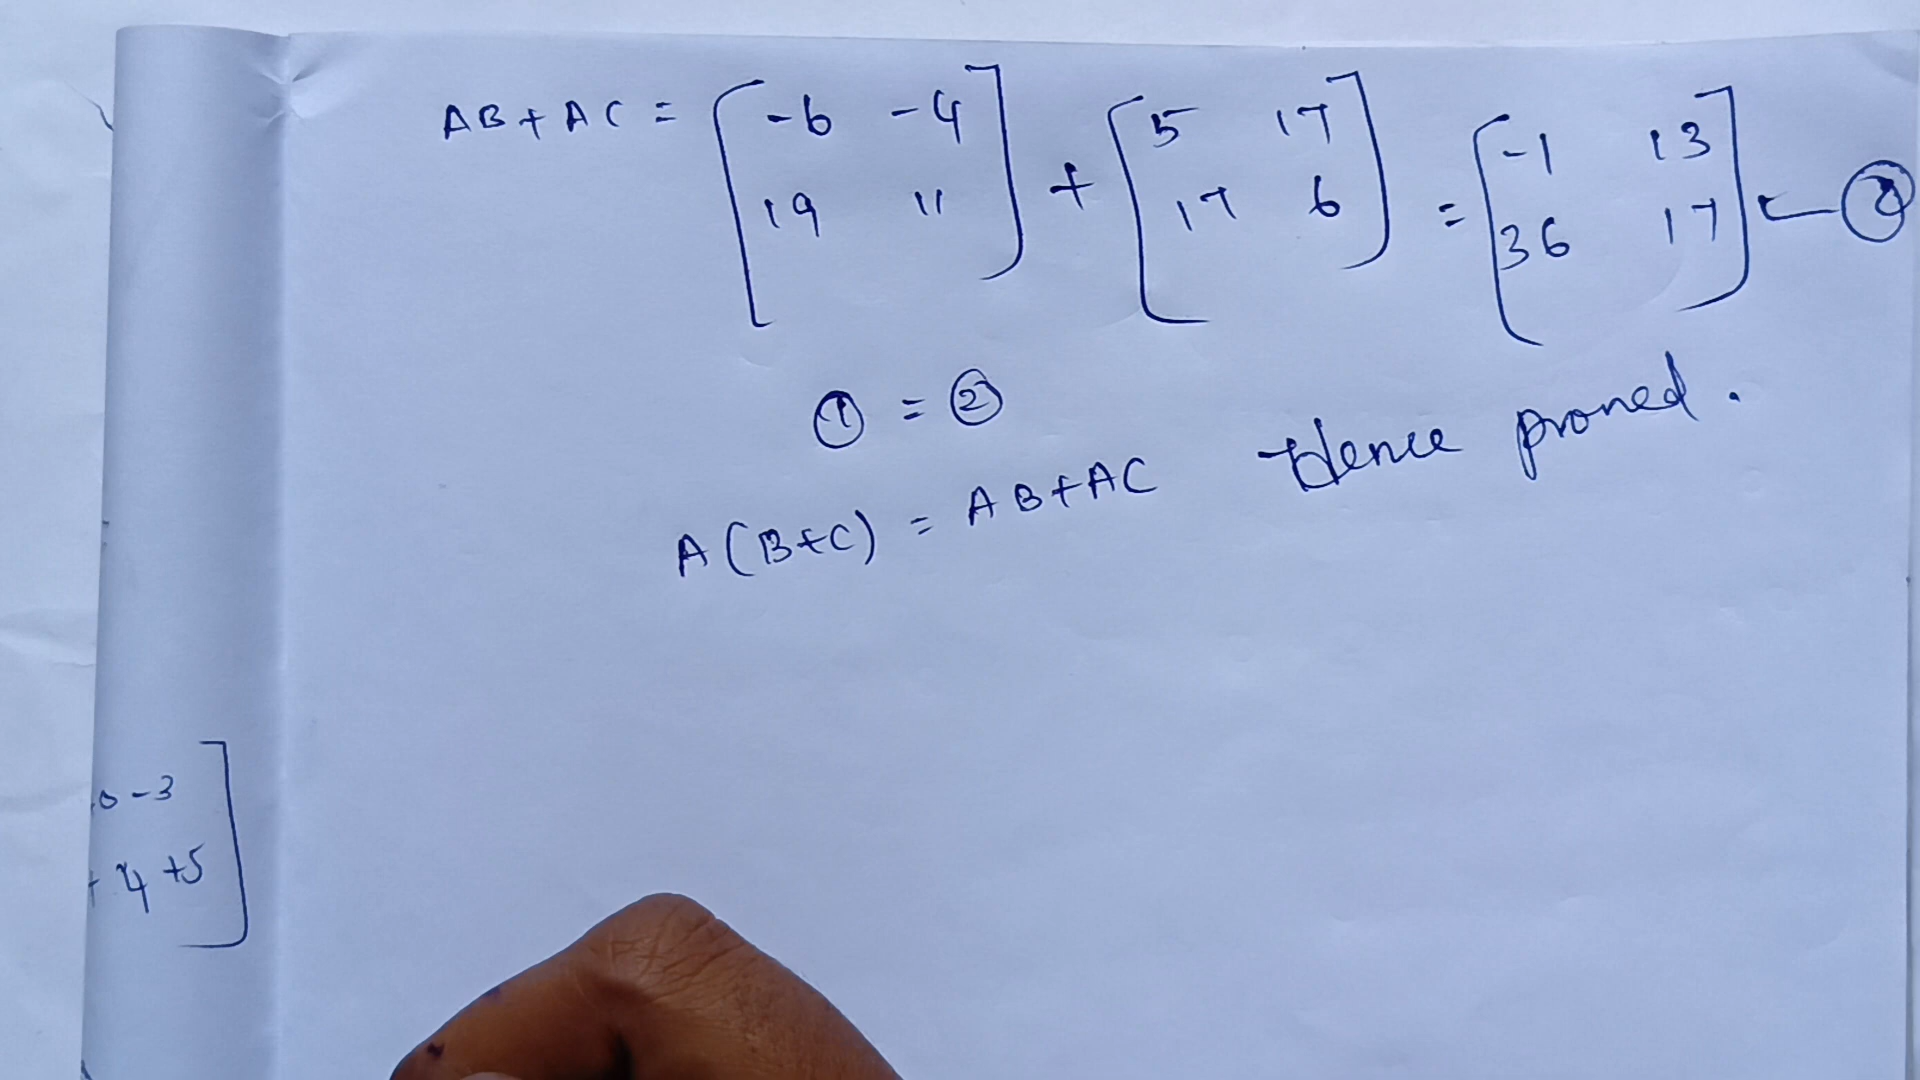 AB + AC = [ -6 -4 ] + [ 5 17 ] = [ -1 13 ] ← ②
[ 19 11 ] [ 17 6 ] [ 36 17 ]
① = ②
A(B+C) = AB+AC Hence proved.
0-3 ]
+4+5 ]